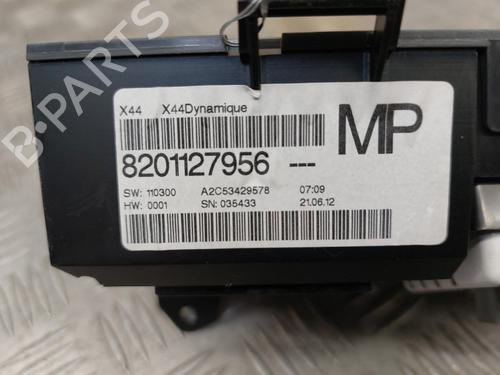 X44 X44Dynamique
MP
8201127956 ---
SW: 110300 A2C53429578 07:09
HW: 0001 SN: 035433 21.06.12
B-PARTS